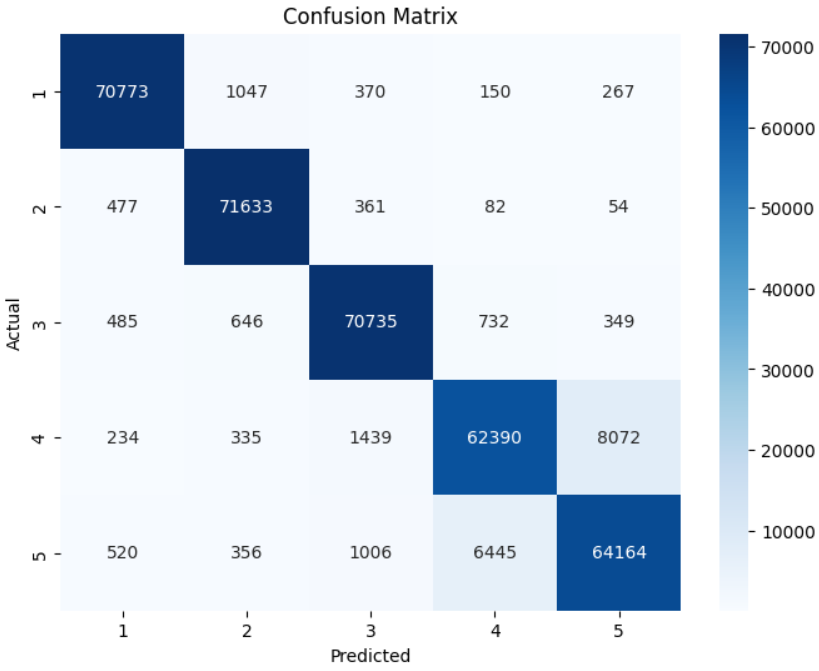 Confusion Matrix
1 70773 1047 370 150 267
2 477 71633 361 82 54
3 485 646 70735 732 349
4 234 335 1439 62390 8072
5 520 356 1006 6445 64164
1 2 3 4 5
Predicted
Actual
70000
60000
50000
40000
30000
20000
10000